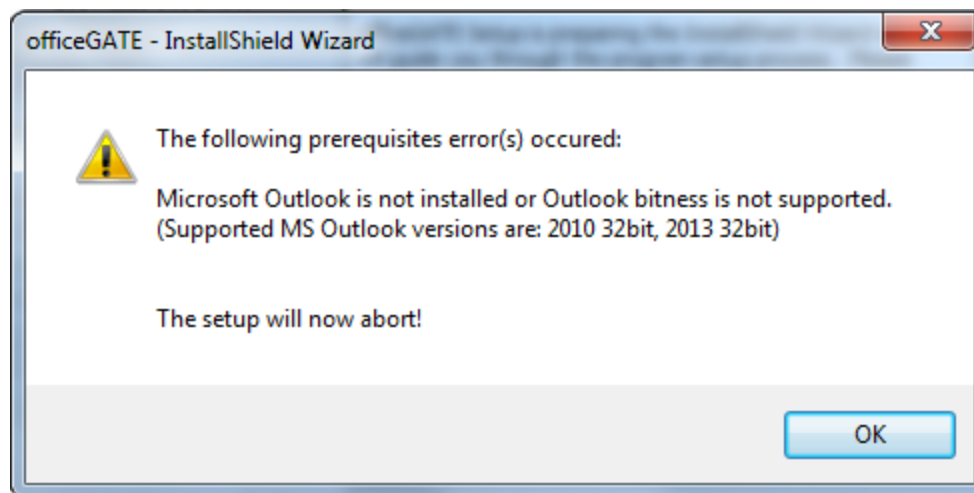 officeGATE - InstallShield Wizard
The following prerequisites error(s) occured:
Microsoft Outlook is not installed or Outlook bitness is not supported.
(Supported MS Outlook versions are: 2010 32bit, 2013 32bit)
The setup will now abort!
OK